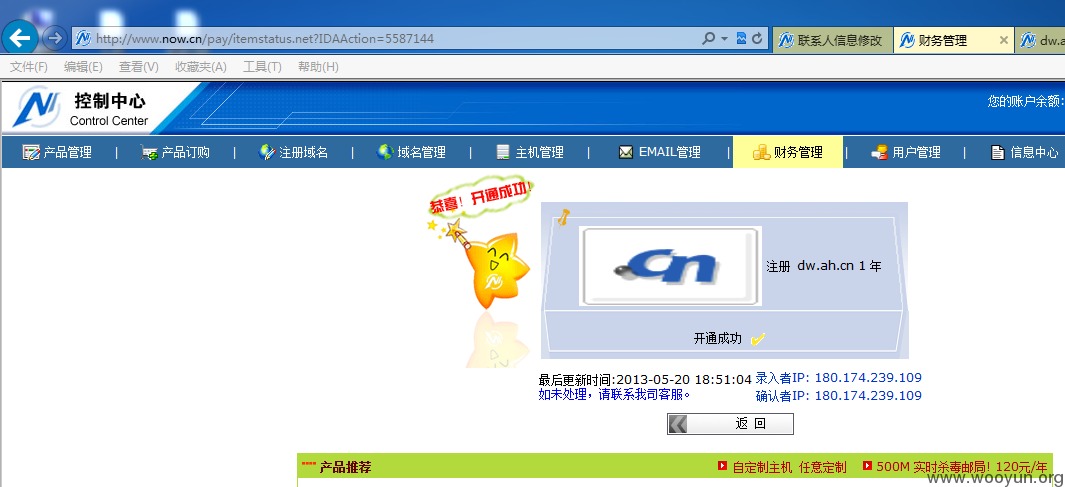 http://www.now.cn/pay/itemstatus.net?IDAAction=5587144
联系人信息修改
财务管理
dw.a
文件(F) 编辑(E) 查看(V) 收藏夹(A) 工具(T) 帮助(H)
控制中心
Control Center
您的账户余额:
产品管理 | 产品订购 | 注册域名 | 域名管理 | 主机管理 | EMAIL管理 | 财务管理 | 用户管理 | 信息中心
恭喜! 开通成功!
cn
注册 dw.ah.cn 1 年
开通成功
最后更新时间:2013-05-20 18:51:04 录入者IP: 180.174.239.109
如未处理，请联系我司客服。 确认者IP: 180.174.239.109
返 回
产品推荐 自定制主机 任意定制 500M 实时杀毒邮局! 120元/年
www.wooyun.org